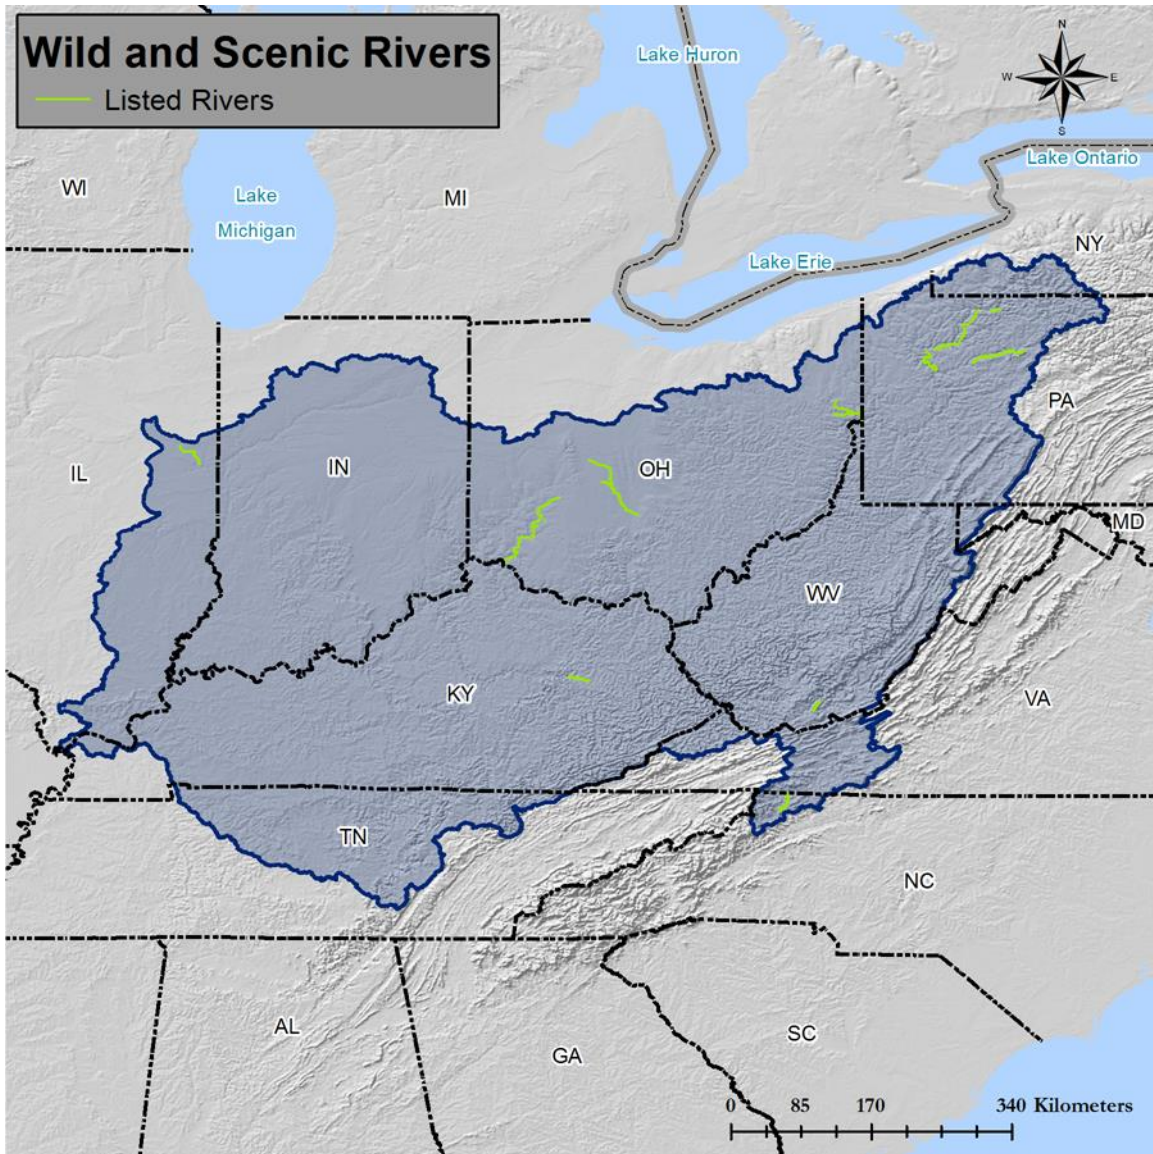 Wild and Scenic Rivers
Listed Rivers
Lake Huron
N
W E
S
Lake Ontario
WI
Lake
Michigan
MI
NY
Lake Erie
PA
IL
IN
OH
MD
WV
KY
VA
TN
NC
AL
GA
SC
0 85 170 340 Kilometers